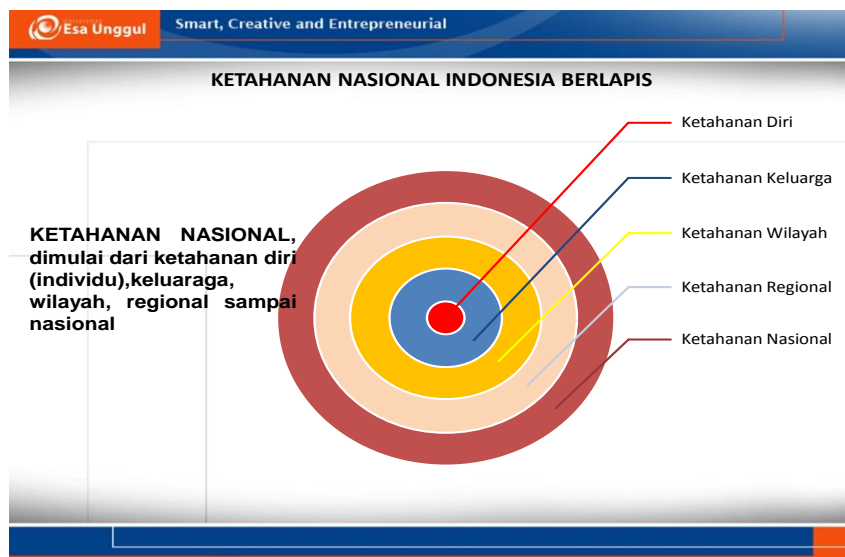 Esa Unggul
Smart, Creative and Entrepreneurial
KETAHANAN NASIONAL INDONESIA BERLAPIS
Ketahanan Diri
Ketahanan Keluarga
Ketahanan Wilayah
Ketahanan Regional
Ketahanan Nasional
KETAHANAN NASIONAL,
dimulai dari ketahanan diri
(individu),keluaraga,
wilayah, regional sampai
nasional